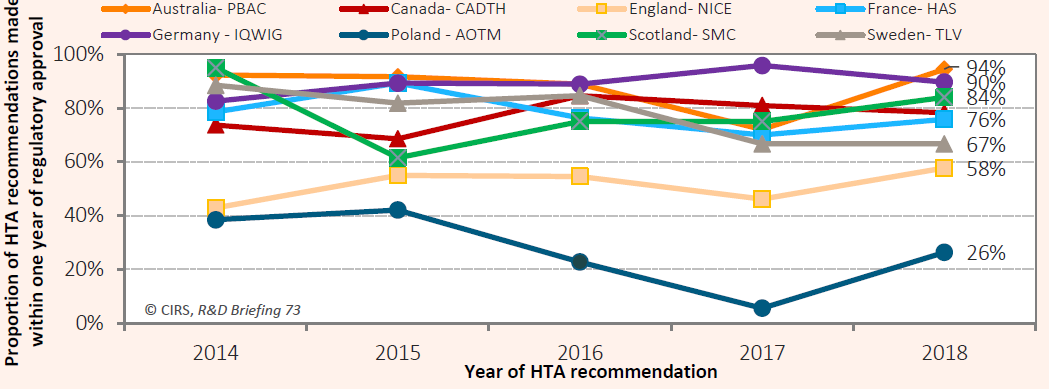 Australia- PBAC Canada- CADTH England- NICE France- HAS
Germany - IQWIG Poland - AOTM Scotland- SMC Sweden- TLV
Proportion of HTA recommendations made
within one year of regulatory approval
100%
80%
60%
40%
20%
0%
94%
90%
84%
76%
67%
58%
26%
© CIRS, R&D Briefing 73
2014 2015 2016 2017 2018
Year of HTA recommendation